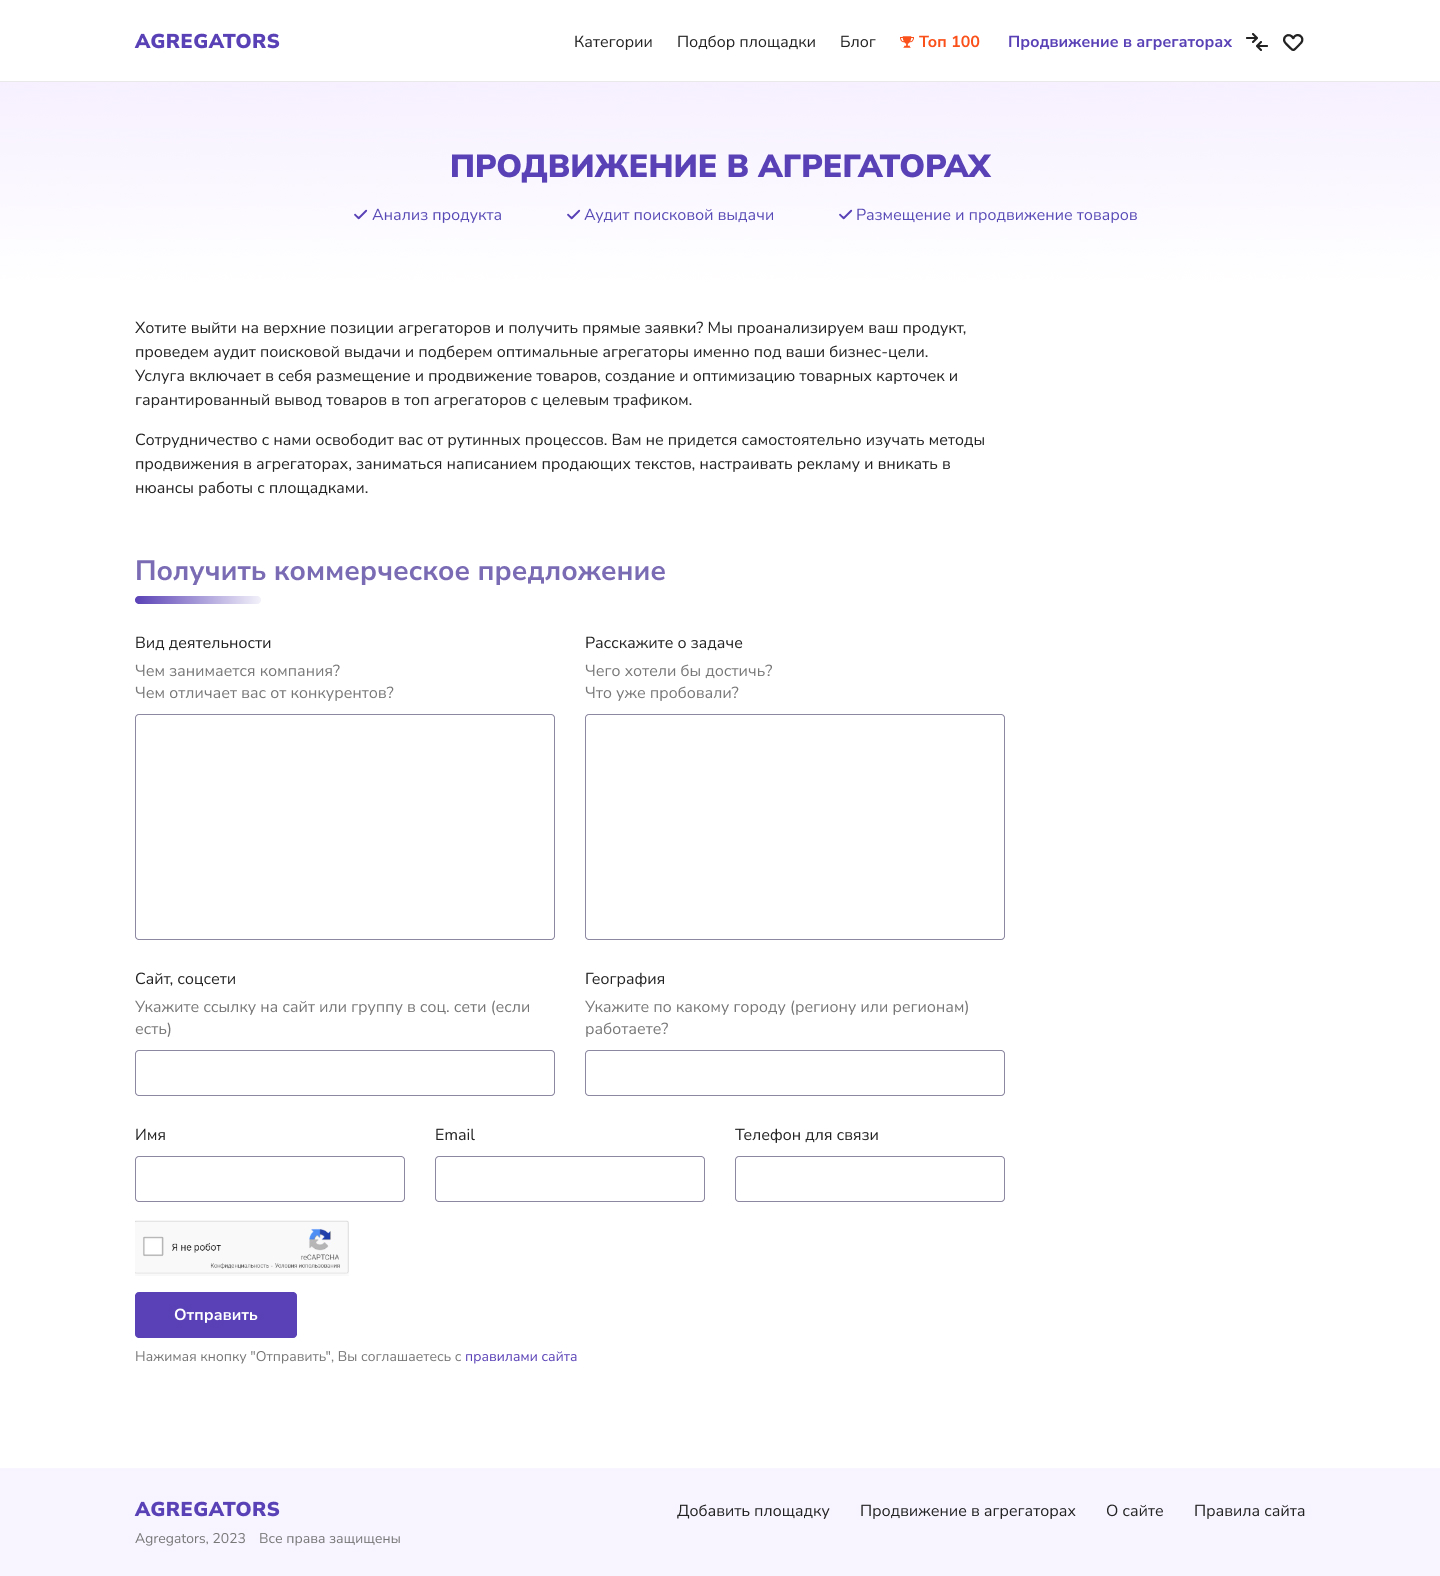 AGREGATORS
Категории Подбор площадки Блог Топ 100 Продвижение в агрегаторах
ПРОДВИЖЕНИЕ В АГРЕГАТОРАХ
Анализ продукта Аудит поисковой выдачи Размещение и продвижение товаров
Хотите выйти на верхние позиции агрегаторов и получить прямые заявки? Мы проанализируем ваш продукт,
проведем аудит поисковой выдачи и подберем оптимальные агрегаторы именно под ваши бизнес-цели.
Услуга включает в себя размещение и продвижение товаров, создание и оптимизацию товарных карточек и
гарантированный вывод товаров в топ агрегаторов с целевым трафиком.
Сотрудничество с нами освободит вас от рутинных процессов. Вам не придется самостоятельно изучать методы
продвижения в агрегаторах, заниматься написанием продающих текстов, настраивать рекламу и вникать в
нюансы работы с площадками.
Получить коммерческое предложение
Вид деятельности
Чем занимается компания?
Чем отличает вас от конкурентов?
Расскажите о задаче
Чего хотели бы достичь?
Что уже пробовали?
Сайт, соцсети
Укажите ссылку на сайт или группу в соц. сети (если
есть)
География
Укажите по какому городу (региону или регионам)
работаете?
Имя
Email
Телефон для связи
Я не робот
reCAPTCHA
Конфиденциальность - Условия использования
Отправить
Нажимая кнопку "Отправить", Вы соглашаетесь с правилами сайта
AGREGATORS
Agregators, 2023 Все права защищены
Добавить площадку Продвижение в агрегаторах О сайте Правила сайта